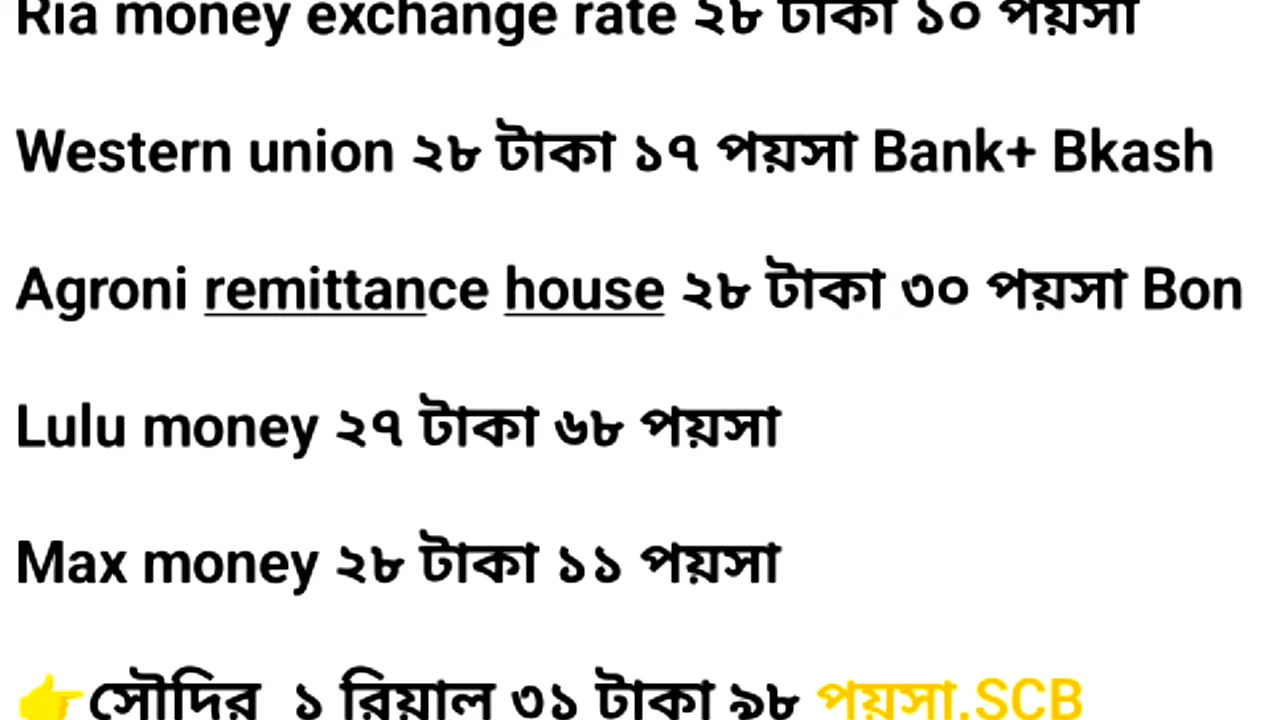 Ria money exchange rate ২৮ টাকা ১০ পয়সা
Western union ২৮ টাকা ১৭ পয়সা Bank+ Bkash
Agroni remittance house ২৮ টাকা ৩০ পয়সা Bon
Lulu money ২৭ টাকা ৬৮ পয়সা
Max money ২৮ টাকা ১১ পয়সা
👉সৌদির ১ রিয়াল ৩১ টাকা ৯৮ পয়সা.SCB